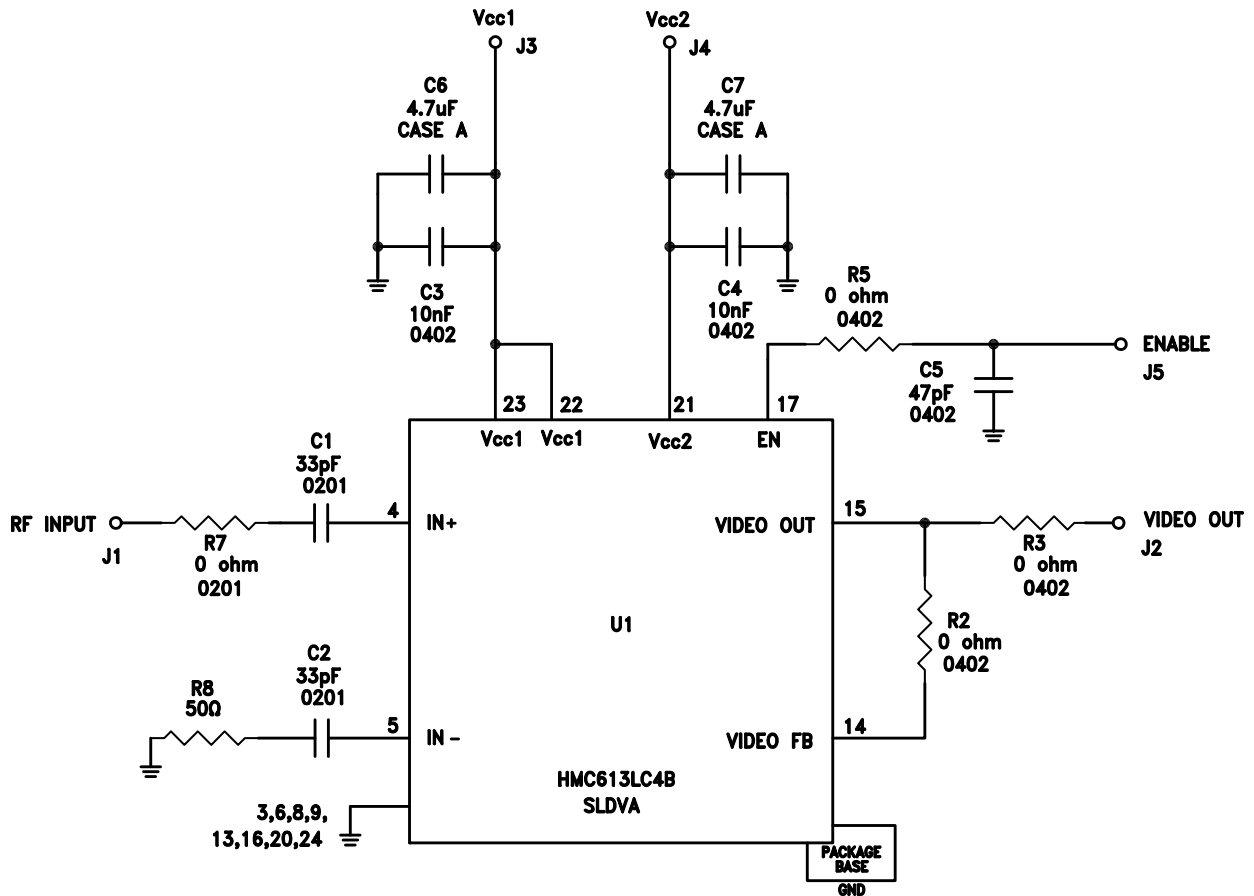 Vcc1
J3
Vcc2
J4
C6
4.7uF
CASE A
C7
4.7uF
CASE A
C3
10nF
0402
C4
10nF
0402
R5
0 ohm
0402
ENABLE
J5
C5
47pF
0402
23
22
21
17
Vcc1
Vcc1
Vcc2
EN
C1
33pF
0201
RF INPUT
J1
R7
0 ohm
0201
4
IN+
VIDEO OUT
15
VIDEO OUT
J2
R3
0 ohm
0402
U1
R2
0 ohm
0402
C2
33pF
0201
R8
50Ω
5
IN-
VIDEO FB
14
HMC613LC4B
SLDVA
3,6,8,9,
13,16,20,24
PACKAGE
BASE
GND